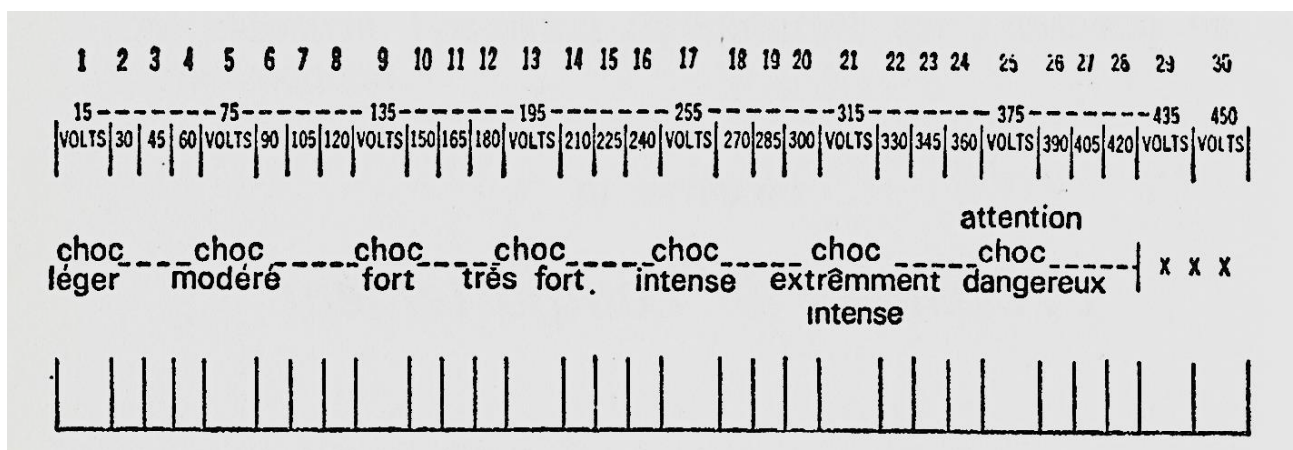 1 2 3 4 5 6 7 8 9 10 11 12 13 14 15 16 17 18 19 20 21 22 23 24 25 26 27 28 29 30
15 - - - - - - - - 75 - - - - - - - - 135 - - - - - - - - 195 - - - - - - - - 255 - - - - - - - - 315 - - - - - - - - 375 - - - - - - - - 435 450
VOLTS 30 45 60 VOLTS 90 105 120 VOLTS 150 165 180 VOLTS 210 225 240 VOLTS 270 285 300 VOLTS 330 345 360 VOLTS 390 405 420 VOLTS VOLTS
attention
choc _ _ _ _ choc _ _ _ _ _ choc _ _ _ _ choc _ _ _ _ choc _ _ _ _ _ choc _ _ _ _ _ choc _ _ _ _ _ x x x
léger modéré fort très fort. intense extrêmment dangereux
intense